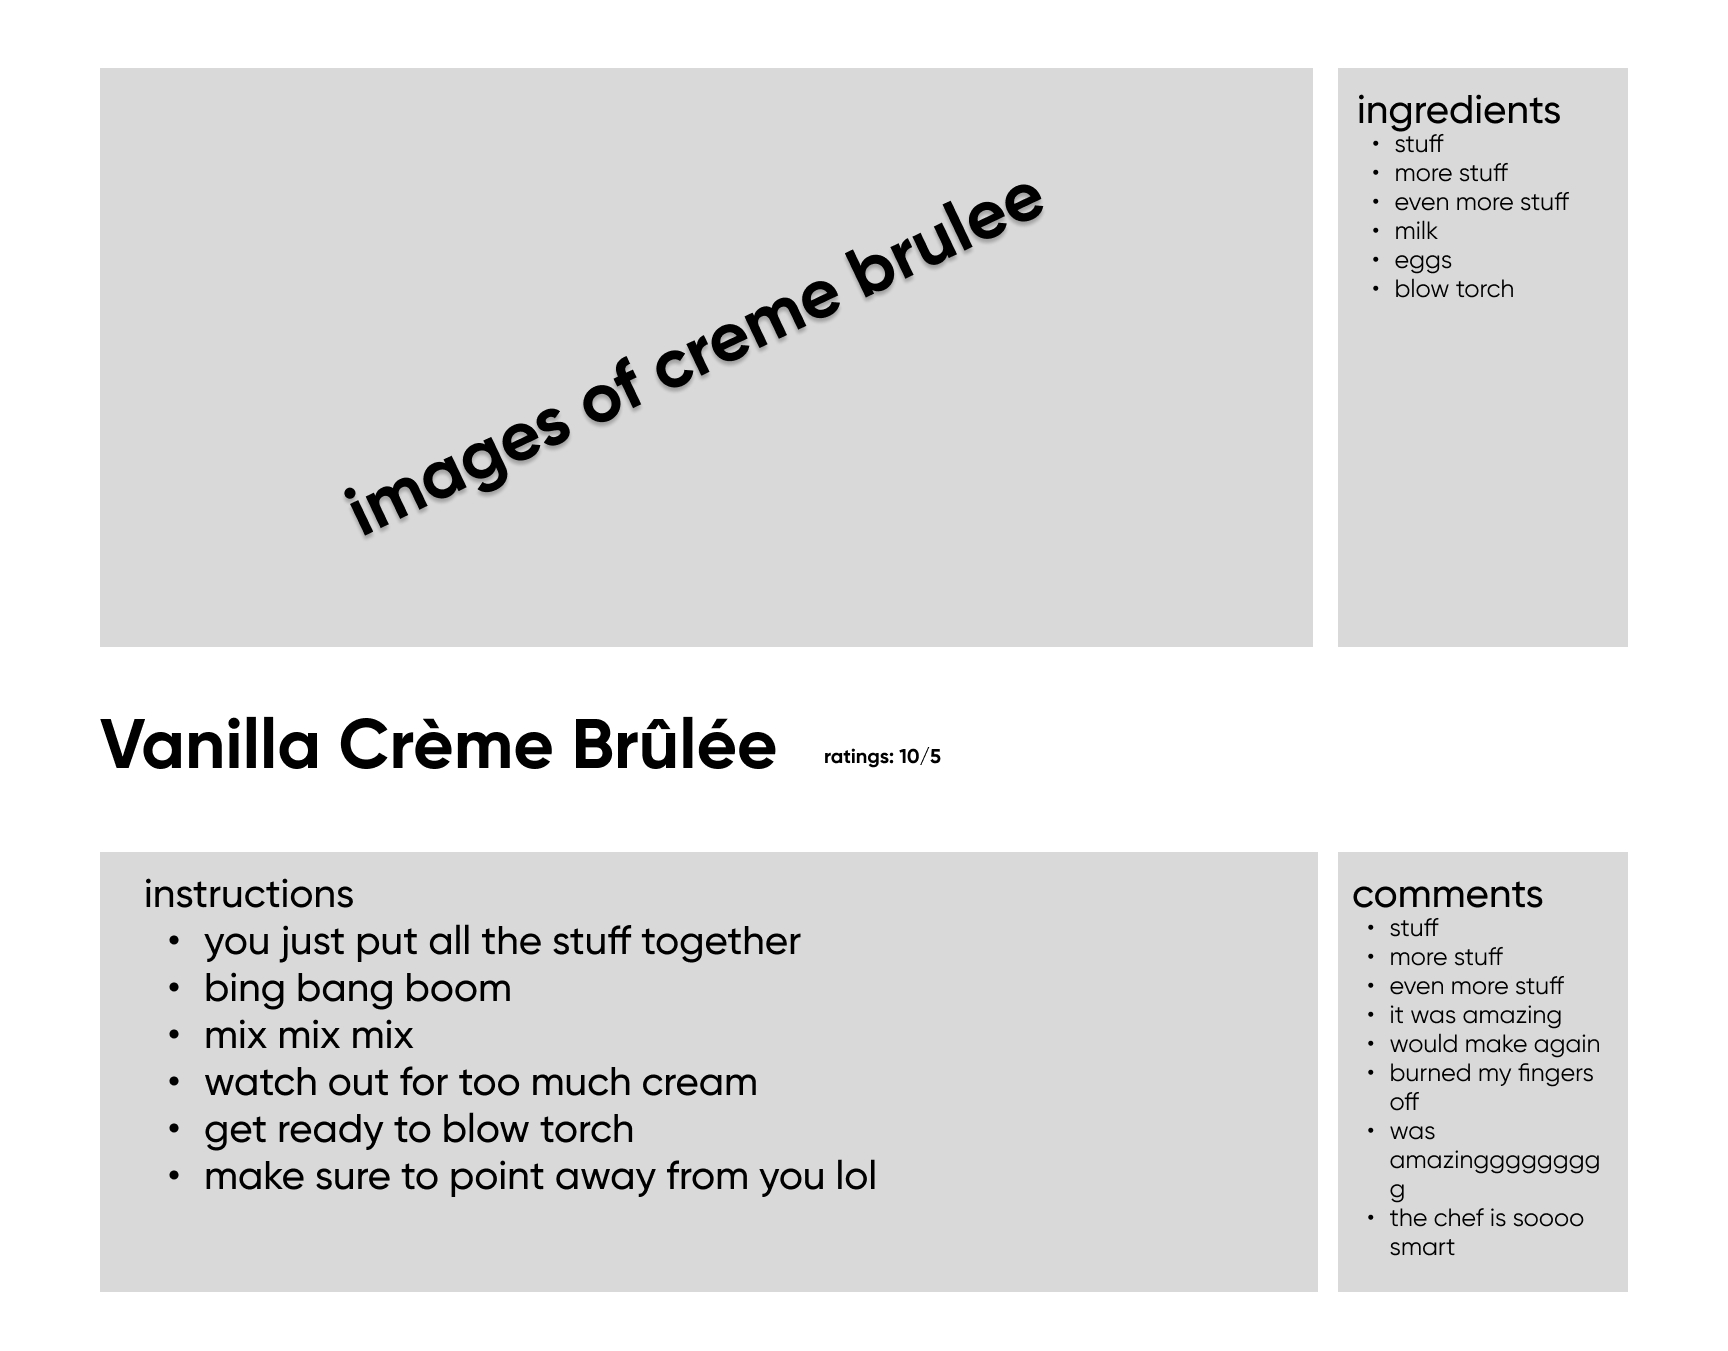 images of creme brulee
ingredients
• stuff
• more stuff
• even more stuff
• milk
• eggs
• blow torch
Vanilla Crème Brûlée
ratings: 10/5
instructions
• you just put all the stuff together
• bing bang boom
• mix mix mix
• watch out for too much cream
• get ready to blow torch
• make sure to point away from you lol
comments
• stuff
• more stuff
• even more stuff
• it was amazing
• would make again
• burned my fingers
off
• was
amazinggggggggg
g
• the chef is soooo
smart